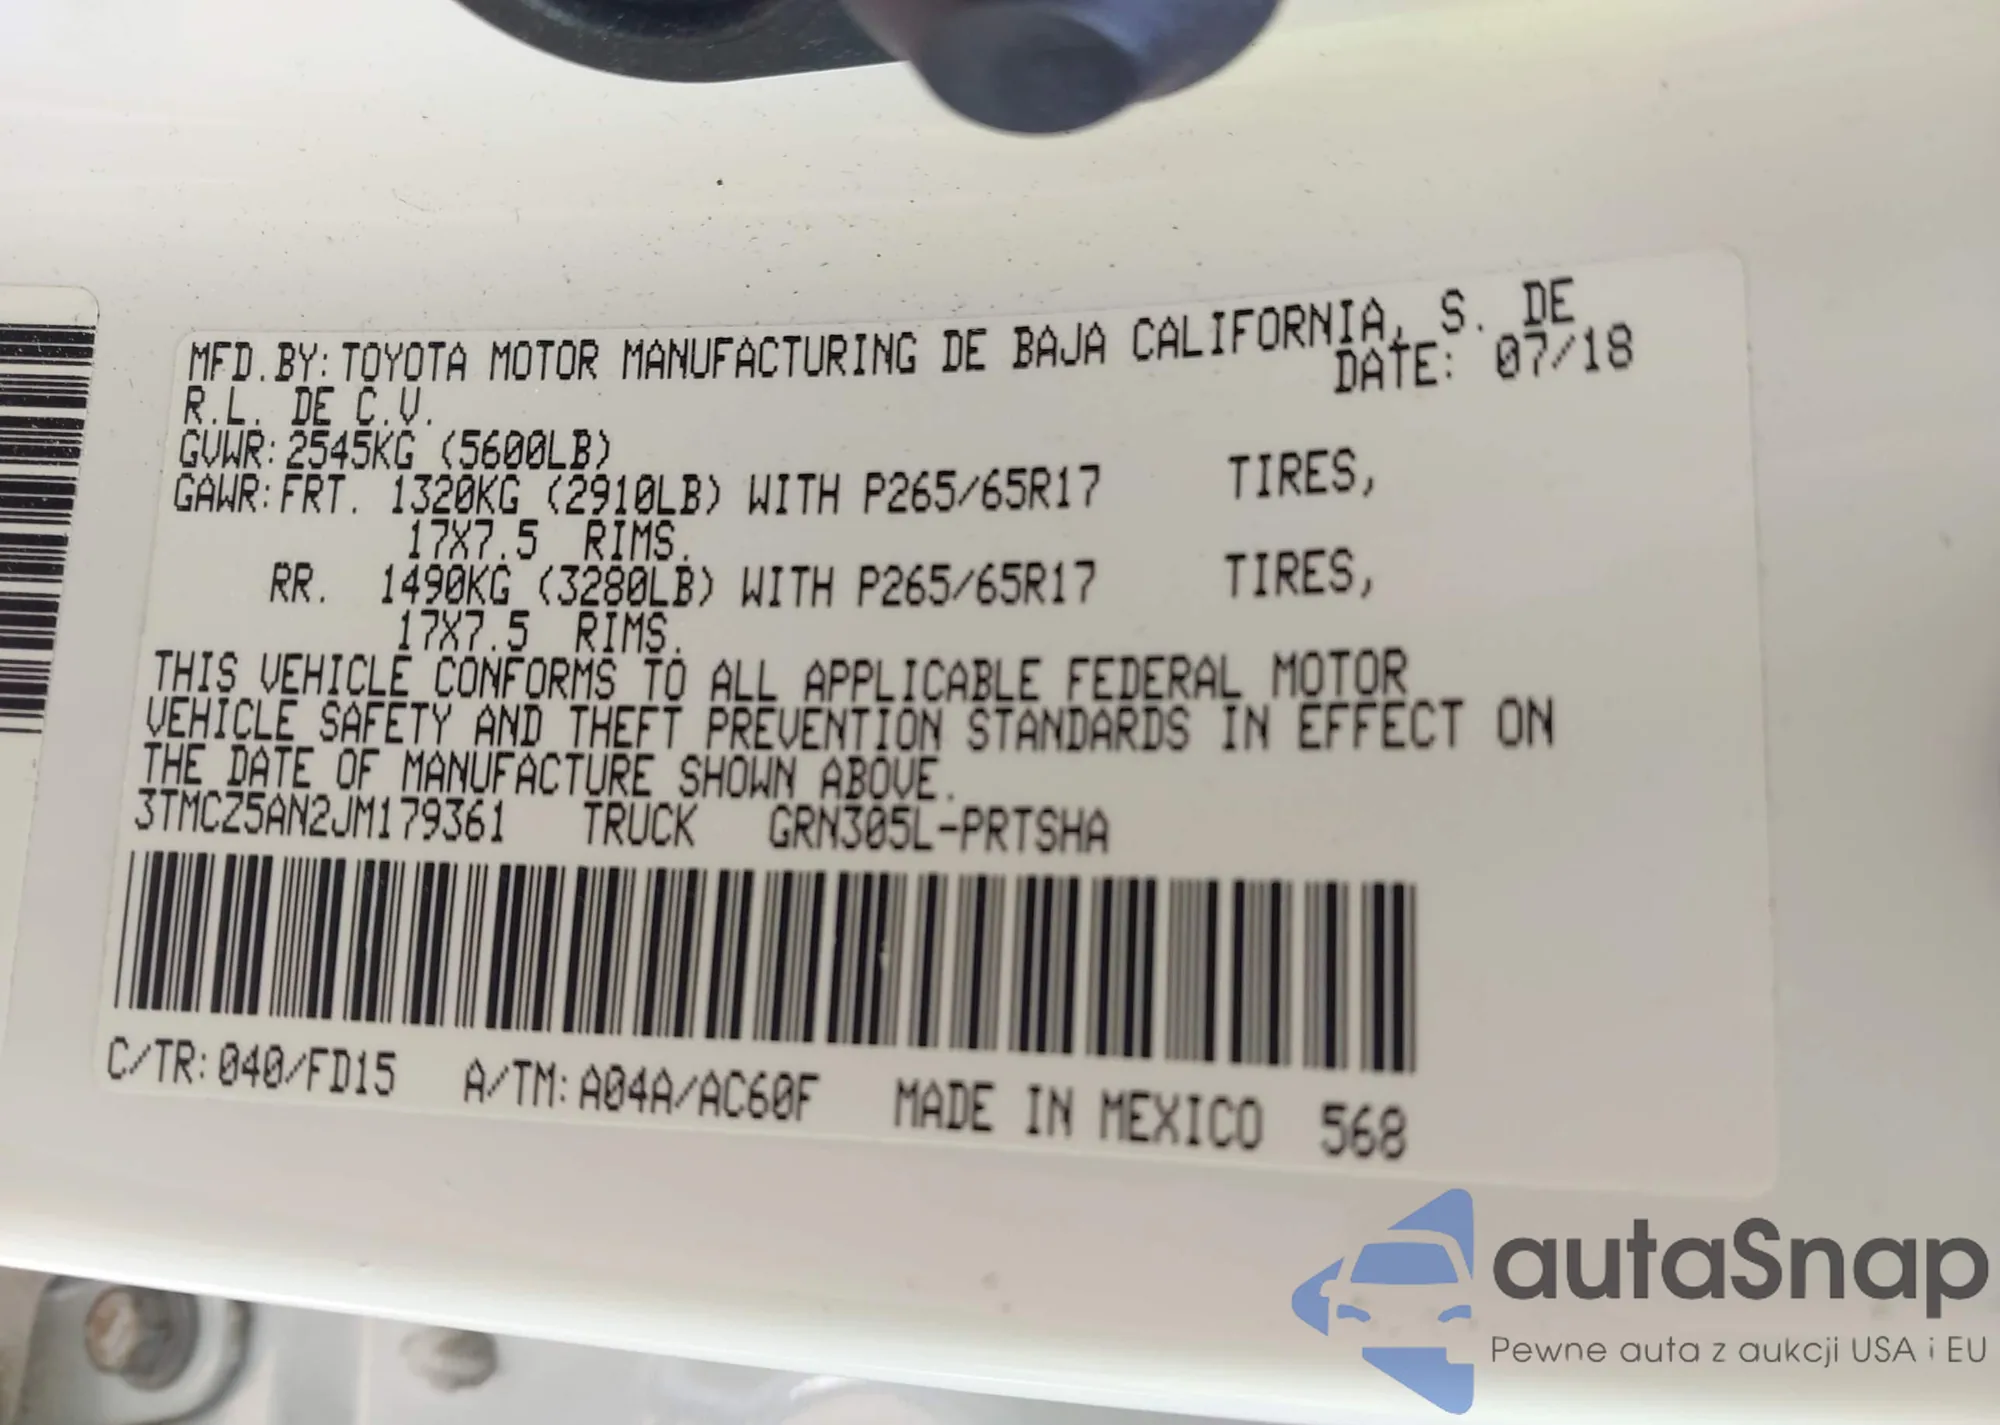 MFD.BY:TOYOTA MOTOR MANUFACTURING DE BAJA CALIFORNIA, S. DE
R.L. DE C.V.
DATE: 07/18
GVWR:2545KG (5600LB)
GAWR:FRT. 1320KG (2910LB) WITH P265/65R17 TIRES,
17X7.5 RIMS.
RR. 1490KG (3280LB) WITH P265/65R17 TIRES,
17X7.5 RIMS.
THIS VEHICLE CONFORMS TO ALL APPLICABLE FEDERAL MOTOR
VEHICLE SAFETY AND THEFT PREVENTION STANDARDS IN EFFECT ON
THE DATE OF MANUFACTURE SHOWN ABOVE.
3TMCZ5AN2JM179361 TRUCK GRN305L-PRTSHA
C/TR:040/FD15 A/TM:A04A/AC60F MADE IN MEXICO 568
autaSnap
Pewne auta z aukcji USA i EU